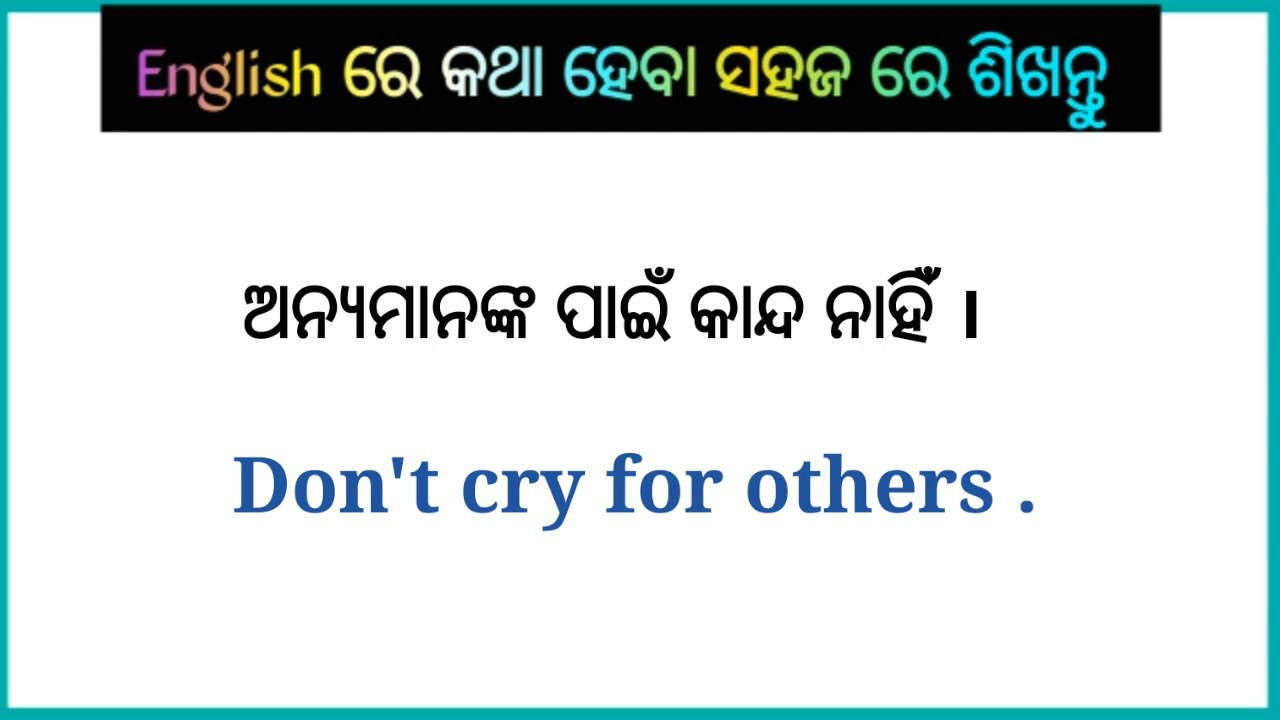 English ରେ କଥା ହେବା ସହଜ ରେ ଶିଖନ୍ତୁ
ଅନ୍ୟମାନଙ୍କ ପାଇଁ କାନ୍ଦ ନାହିଁ ।
Don't cry for others .